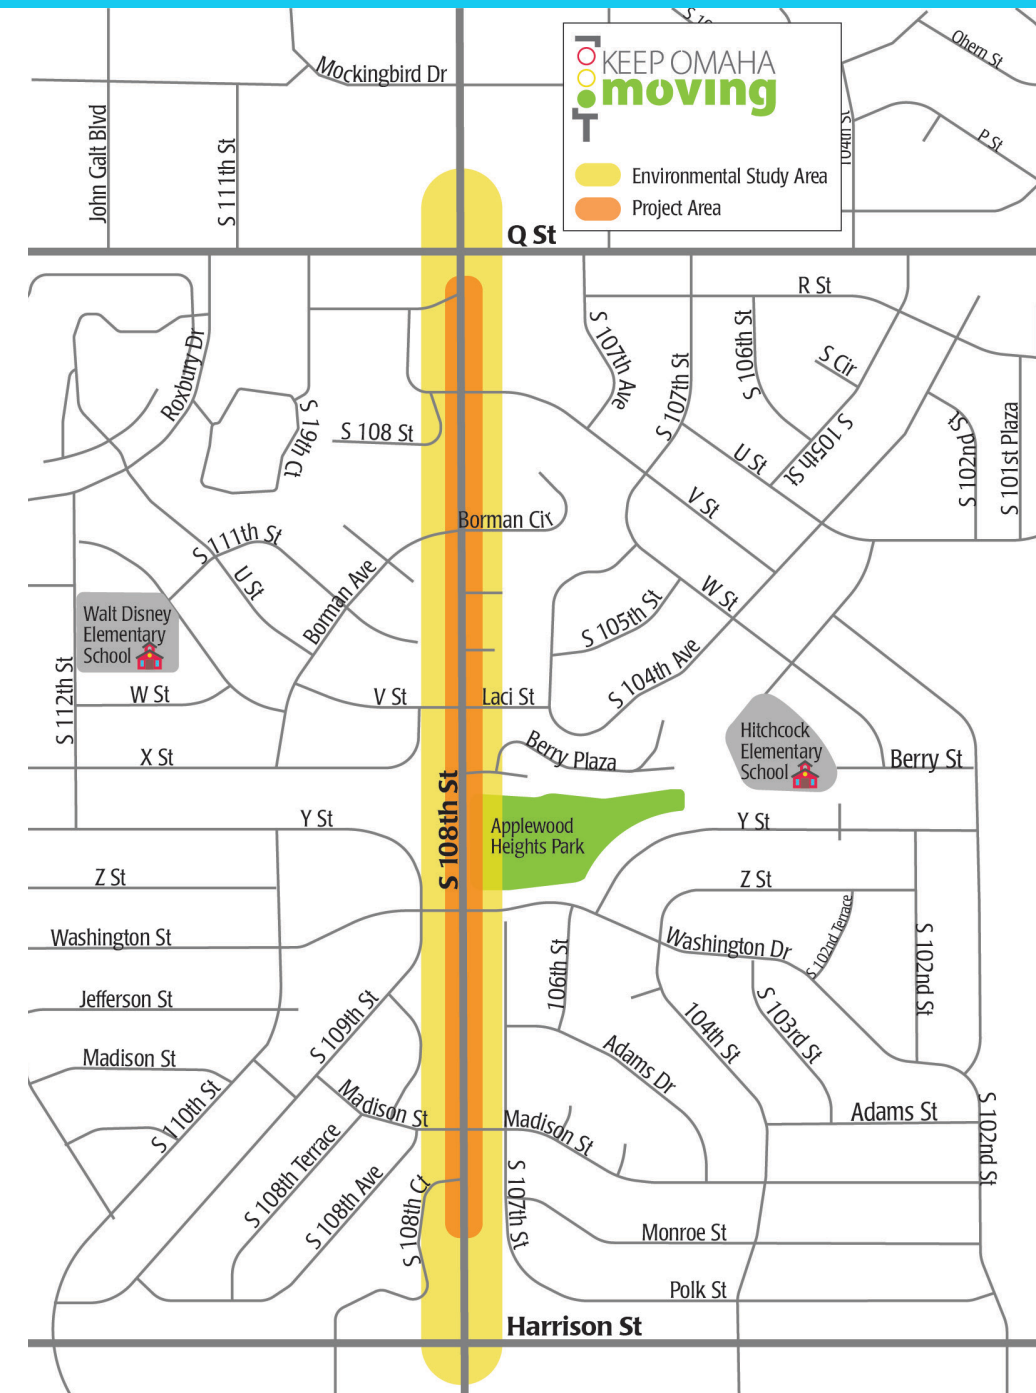 Mockingbird Dr
Ohern St
P St
John Galt Blvd
S 111th St
104th St
KEEP OMAHA
moving
Environmental Study Area
Project Area
Q St
R St
Roxbury Dr
S 19th Ct
S 108 St
S 107th Ave
S 107th St
S 106th St
S Cir
S 105th St
U St
S 102nd St
S 101st Plaza
V St
Borman Cir
S 111th St
U St
Borman Ave
W St
S 105th St
S 104th Ave
Walt Disney
Elementary
School
S 112th St
W St
V St
Laci St
X St
Berry Plaza
Hitchcock
Elementary
School
Berry St
S 108th St
Applewood
Heights Park
Y St
Y St
Z St
Z St
S 102nd Terrace
Washington St
Washington Dr
S 102nd St
106th St
Jefferson St
S 109th St
104th St
S 103rd St
Madison St
Adams Dr
S 110th St
Madison St
Madison St
Adams St
S 102nd St
S 108th Terrace
S 108th Ave
S 108th Ct
S 107th St
Monroe St
Polk St
Harrison St